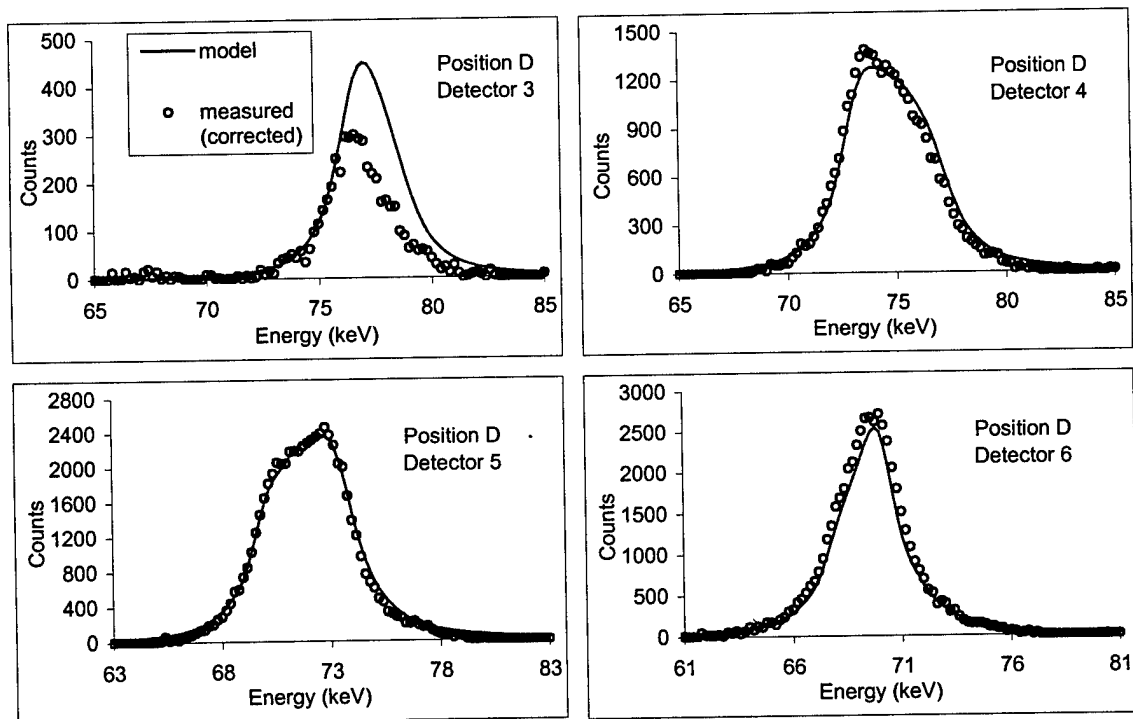 500
400
300
200
100
0
Counts
model
measured
(corrected)
Position D
Detector 3
65 70 75 80 85
Energy (keV)
1500
1200
900
600
300
0
Counts
Position D
Detector 4
65 70 75 80 85
Energy (keV)
2800
2400
2000
1600
1200
800
400
0
Counts
Position D
Detector 5
63 68 73 78 83
Energy (keV)
3000
2500
2000
1500
1000
500
0
Counts
Position D
Detector 6
61 66 71 76 81
Energy (keV)